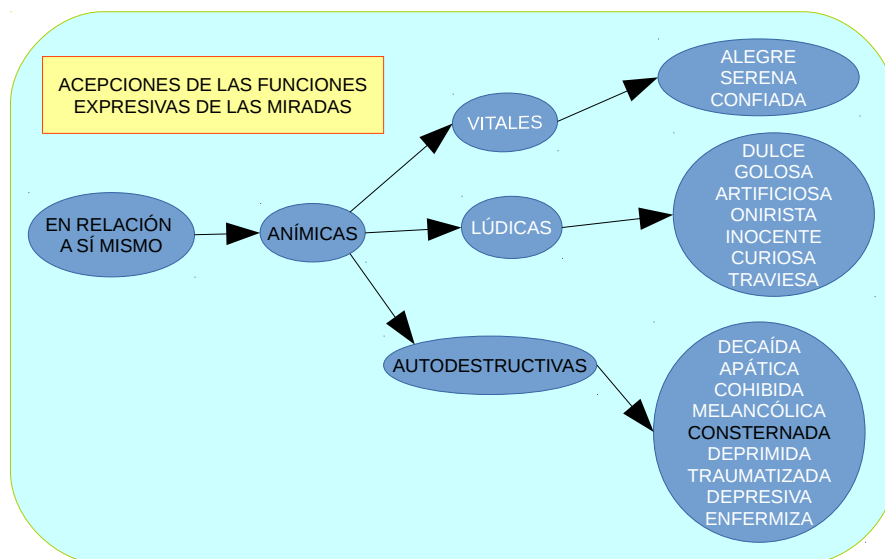 ACEPCIONES DE LAS FUNCIONES
EXPRESIVAS DE LAS MIRADAS
EN RELACIÓN
A SÍ MISMO
ANÍMICAS
VITALES
ALEGRE
SERENA
CONFIADA
LÚDICAS
DULCE
GOLOSA
ARTIFICIOSA
ONIRISTA
INOCENTE
CURIOSA
TRAVIESA
AUTODESTRUCTIVAS
DECAÍDA
APÁTICA
COHIBIDA
MELANCÓLICA
CONSTERNADA
DEPRIMIDA
TRAUMATIZADA
DEPRESIVA
ENFERMIZA